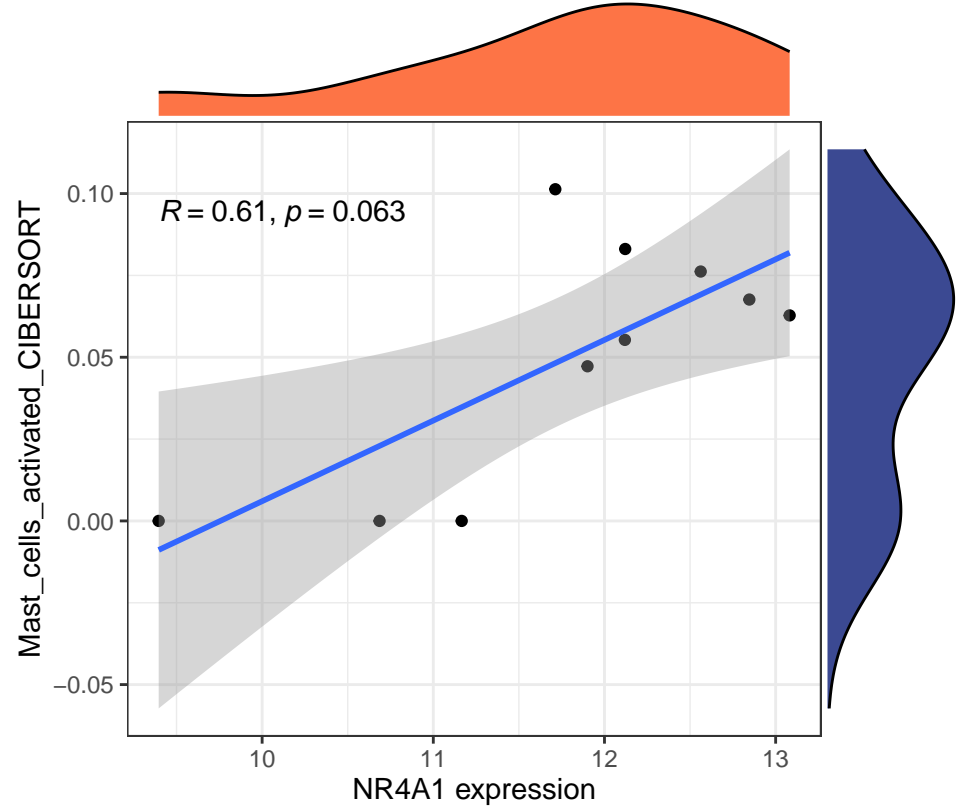 R = 0.61, p = 0.063
Mast_cells_activated_CIBERSORT
0.10
0.05
0.00
−0.05
10 11 12 13
NR4A1 expression